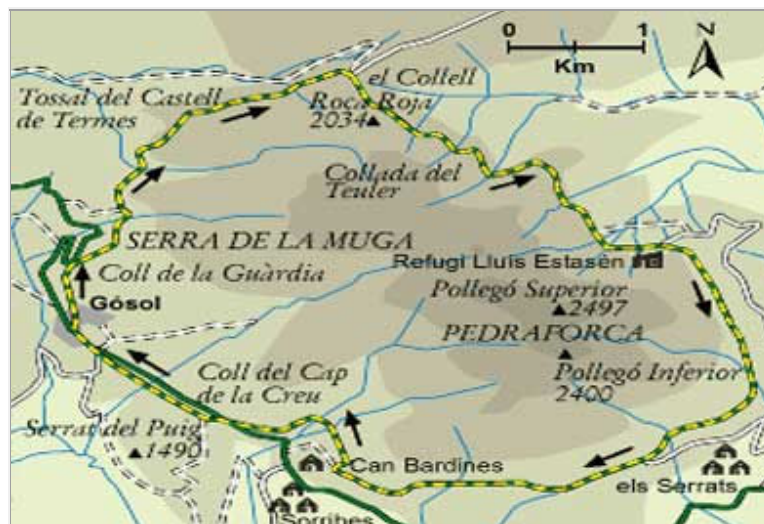 0 1
Km
N
el Collell
Tossal del Castell
de Termes
Roca Roja
2034
Collada del
Teuler
SERRA DE LA MUGA
Refugi Lluís Estasén
Coll de la Guàrdia
Gósol
Pollegó Superior
2497
PEDRAFORCA
Coll del Cap
de la Creu
Pollegó Inferior
2400
Serrat del Puig
1490
Can Bardines
els Serrats
Sorribes